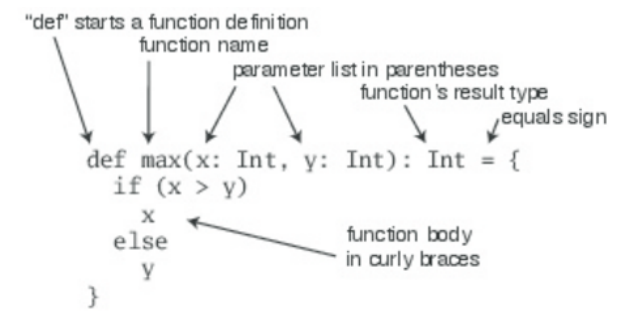 "def" starts a function definition
function name
parameter list in parentheses
function's result type
equals sign
def max(x: Int, y: Int): Int = {
if (x > y)
x
else
y
}
function body
in curly braces